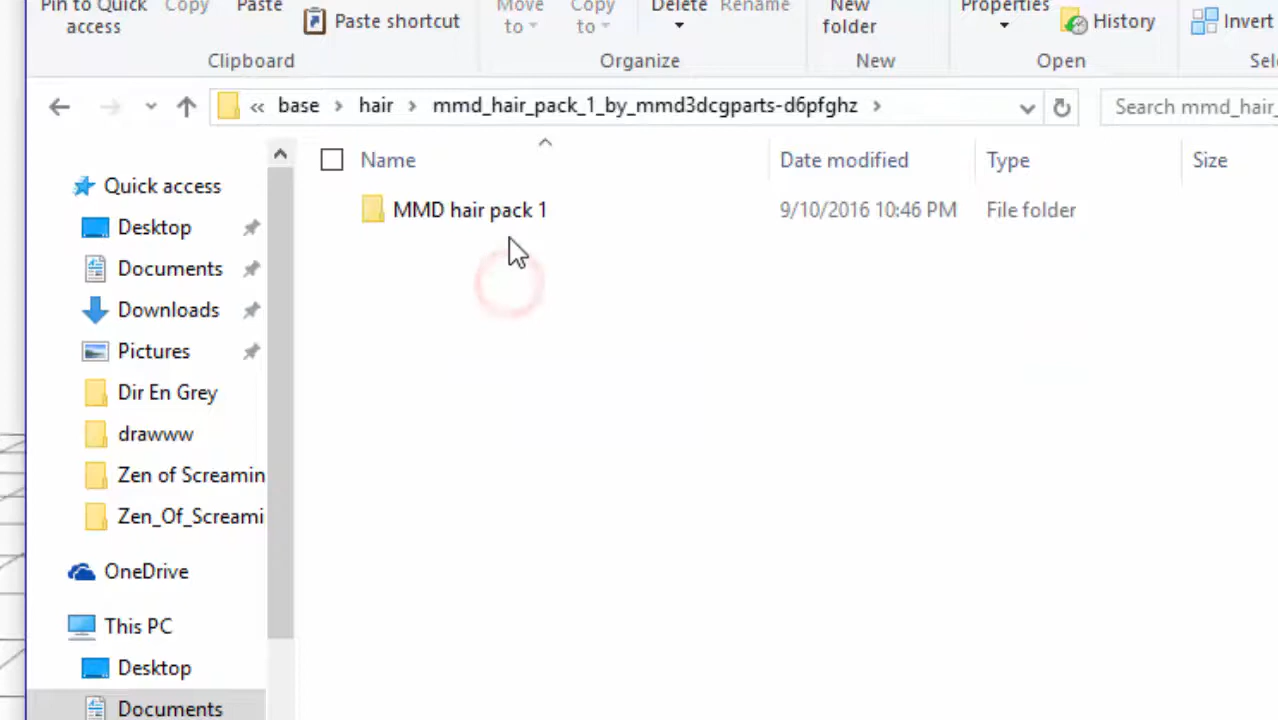 Pin to Quick access
Copy
Paste
Paste shortcut
Move to
Copy to
Delete
Rename
New folder
Properties
History
Invert
Clipboard
Organize
New
Open
« base > hair > mmd_hair_pack_1_by_mmd3dcgparts-d6pfghz >
Search mmd_hair_
Name
Date modified
Type
Size
MMD hair pack 1
9/10/2016 10:46 PM
File folder
Quick access
Desktop
Documents
Downloads
Pictures
Dir En Grey
drawww
Zen of Screamin
Zen_Of_Screami
OneDrive
This PC
Desktop
Documents